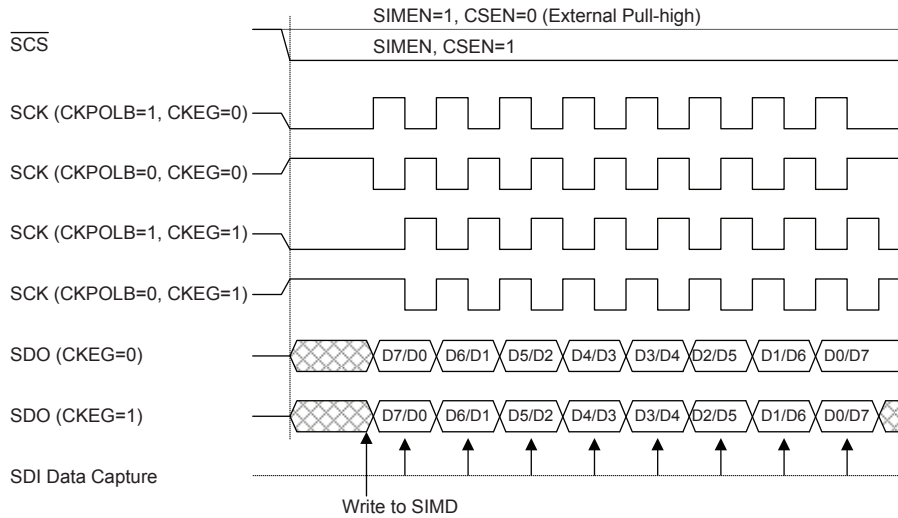 SIMEN=1, CSEN=0 (External Pull-high)
SCS
SIMEN, CSEN=1
SCK (CKPOLB=1, CKEG=0)
SCK (CKPOLB=0, CKEG=0)
SCK (CKPOLB=1, CKEG=1)
SCK (CKPOLB=0, CKEG=1)
SDO (CKEG=0) D7/D0 D6/D1 D5/D2 D4/D3 D3/D4 D2/D5 D1/D6 D0/D7
SDO (CKEG=1) D7/D0 D6/D1 D5/D2 D4/D3 D3/D4 D2/D5 D1/D6 D0/D7
SDI Data Capture
Write to SIMD